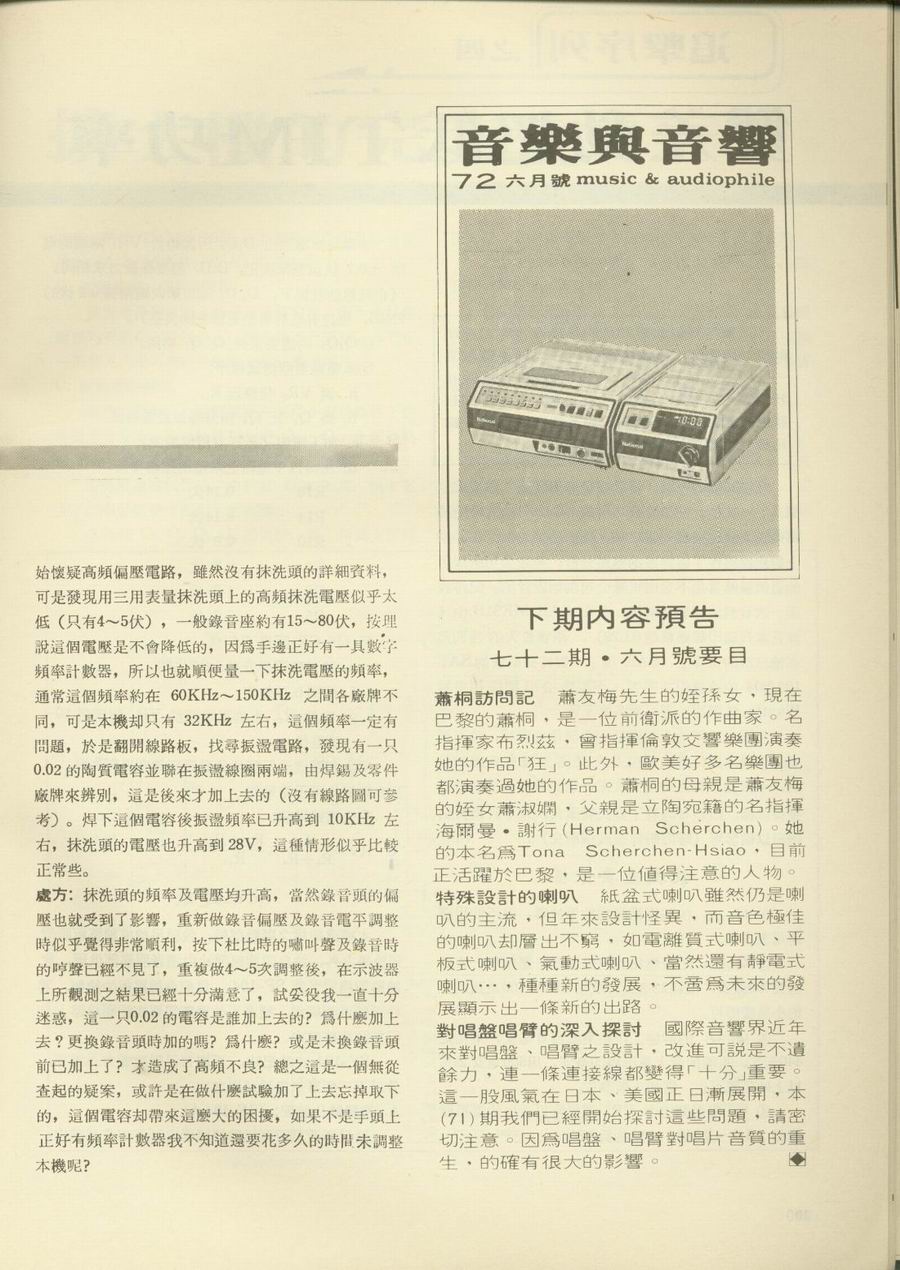 始懷疑高頻偏壓電路，雖然沒有抹洗頭的詳細資料，
可是發現用三用表量抹洗頭上的高頻抹洗電壓似乎太
低（只有4～5伏），一般錄音座約有15～80伏，按理
說這個電壓是不會降低的，因爲手邊正好有一具數字
頻率計數器，所以也就順便量一下抹洗電壓的頻率，
通常這個頻率約在 60KHz～150KHz 之間各廠牌不
同，可是本機却只有 32KHz 左右，這個頻率一定有
問題，於是翻開線路板，找尋振盪電路，發現有一只
0.02 的陶質電容並聯在振盪線圈兩端，由焊錫及零件
廠牌來辨別，這是後來才加上去的（沒有線路圖可參
考）。焊下這個電容後振盪頻率已升高到 10KHz 左
右，抹洗頭的電壓也升高到28V，這種情形似乎比較
正常些。
處方：抹洗頭的頻率及電壓均升高，當然錄音頭的偏
壓也就受到了影響，重新做錄音偏壓及錄音電平調整
時似乎覺得非常順利，按下杜比時的嘯叫聲及錄音時
的哼聲已經不見了，重複做4～5次調整後，在示波器
上所觀測之結果已經十分滿意了，試妥後我一直十分
迷惑，這一只0.02 的電容是誰加上去的？爲什麽加上
去？更換錄音頭時加的嗎？爲什麽？或是未換錄音頭
前已加上了？才造成了高頻不良？總之這是一個無從
查起的疑案，或許是在做什麽試驗加了上去忘掉取下
的，這個電容却帶來這麽大的困擾，如果不是手頭上
正好有頻率計數器我不知道還要花多久的時間來調整
本機呢？
音樂與音響
72 六月號 music & audiophile
National
National
10:00
下期内容預告
七十二期・六月號要目
蕭桐訪問記　蕭友梅先生的姪孫女，現在
巴黎的蕭桐，是一位前衛派的作曲家。名
指揮家布烈茲，曾指揮倫敦交響樂團演奏
她的作品「狂」。此外，歐美好多名樂團也
都演奏過她的作品。蕭桐的母親是蕭友梅
的姪女蕭淑嫻，父親是立陶宛籍的名指揮
海爾曼・謝行 (Herman Scherchen)。她
的本名爲Tona Scherchen-Hsiao，目前
正活躍於巴黎，是一位値得注意的人物。
特殊設計的喇叭　紙盆式喇叭雖然仍是喇
叭的主流，但年來設計怪異，而音色極佳
的喇叭却層出不窮，如電離質式喇叭、平
板式喇叭、氣動式喇叭、當然還有靜電式
喇叭…，種種新的發展，不啻爲未來的發
展顯示出一條新的出路。
對唱盤唱臂的深入探討　國際音響界近年
來對唱盤、唱臂之設計，改進可說是不遺
餘力，連一條連接線都變得「十分」重要。
這一股風氣在日本、美國正日漸展開，本
(71)期我們已經開始探討這些問題，請密
切注意。因爲唱盤、唱臂對唱片音質的重
生，的確有很大的影響。